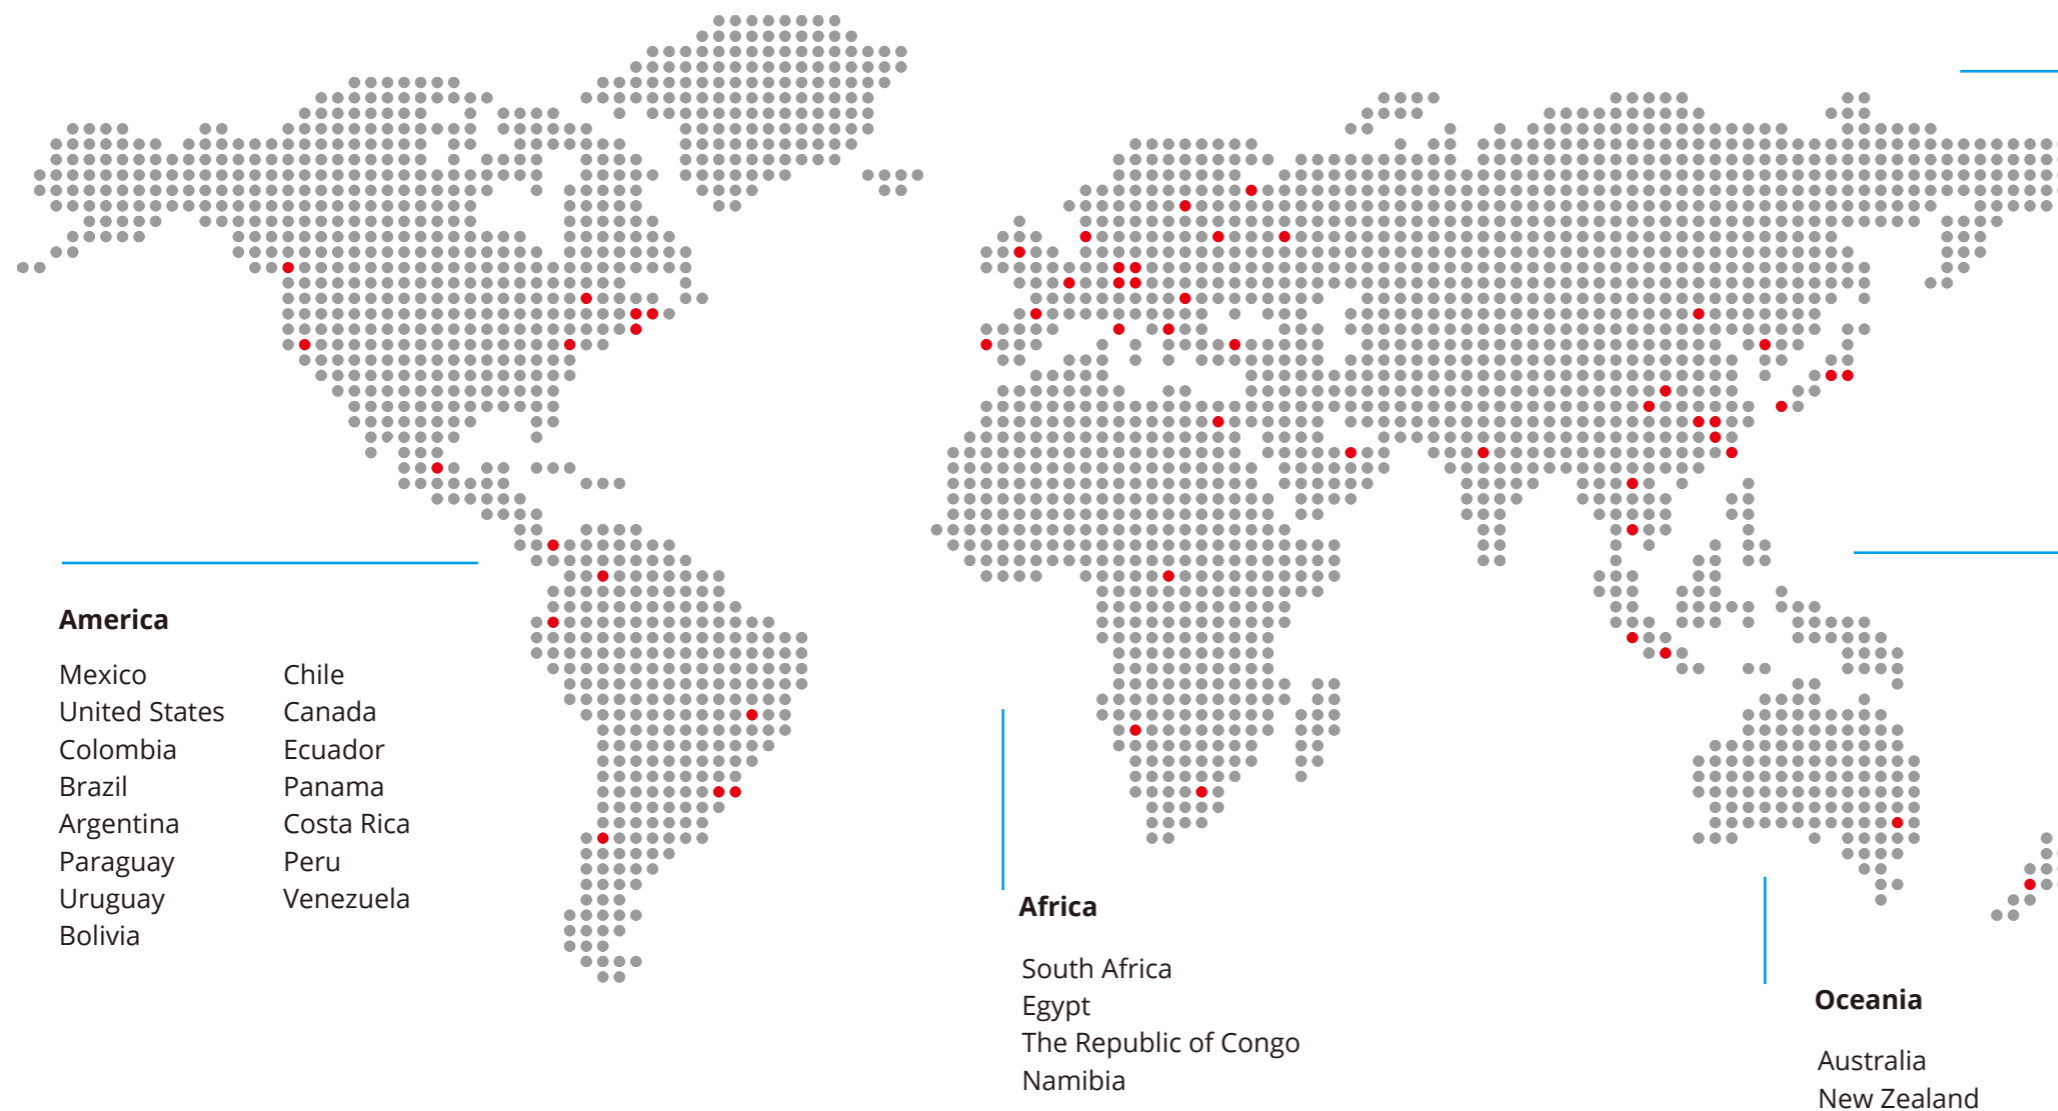 America
Mexico
United States
Colombia
Brazil
Argentina
Paraguay
Uruguay
Bolivia
Chile
Canada
Ecuador
Panama
Costa Rica
Peru
Venezuela
Africa
South Africa
Egypt
The Republic of Congo
Namibia
Oceania
Australia
New Zealand